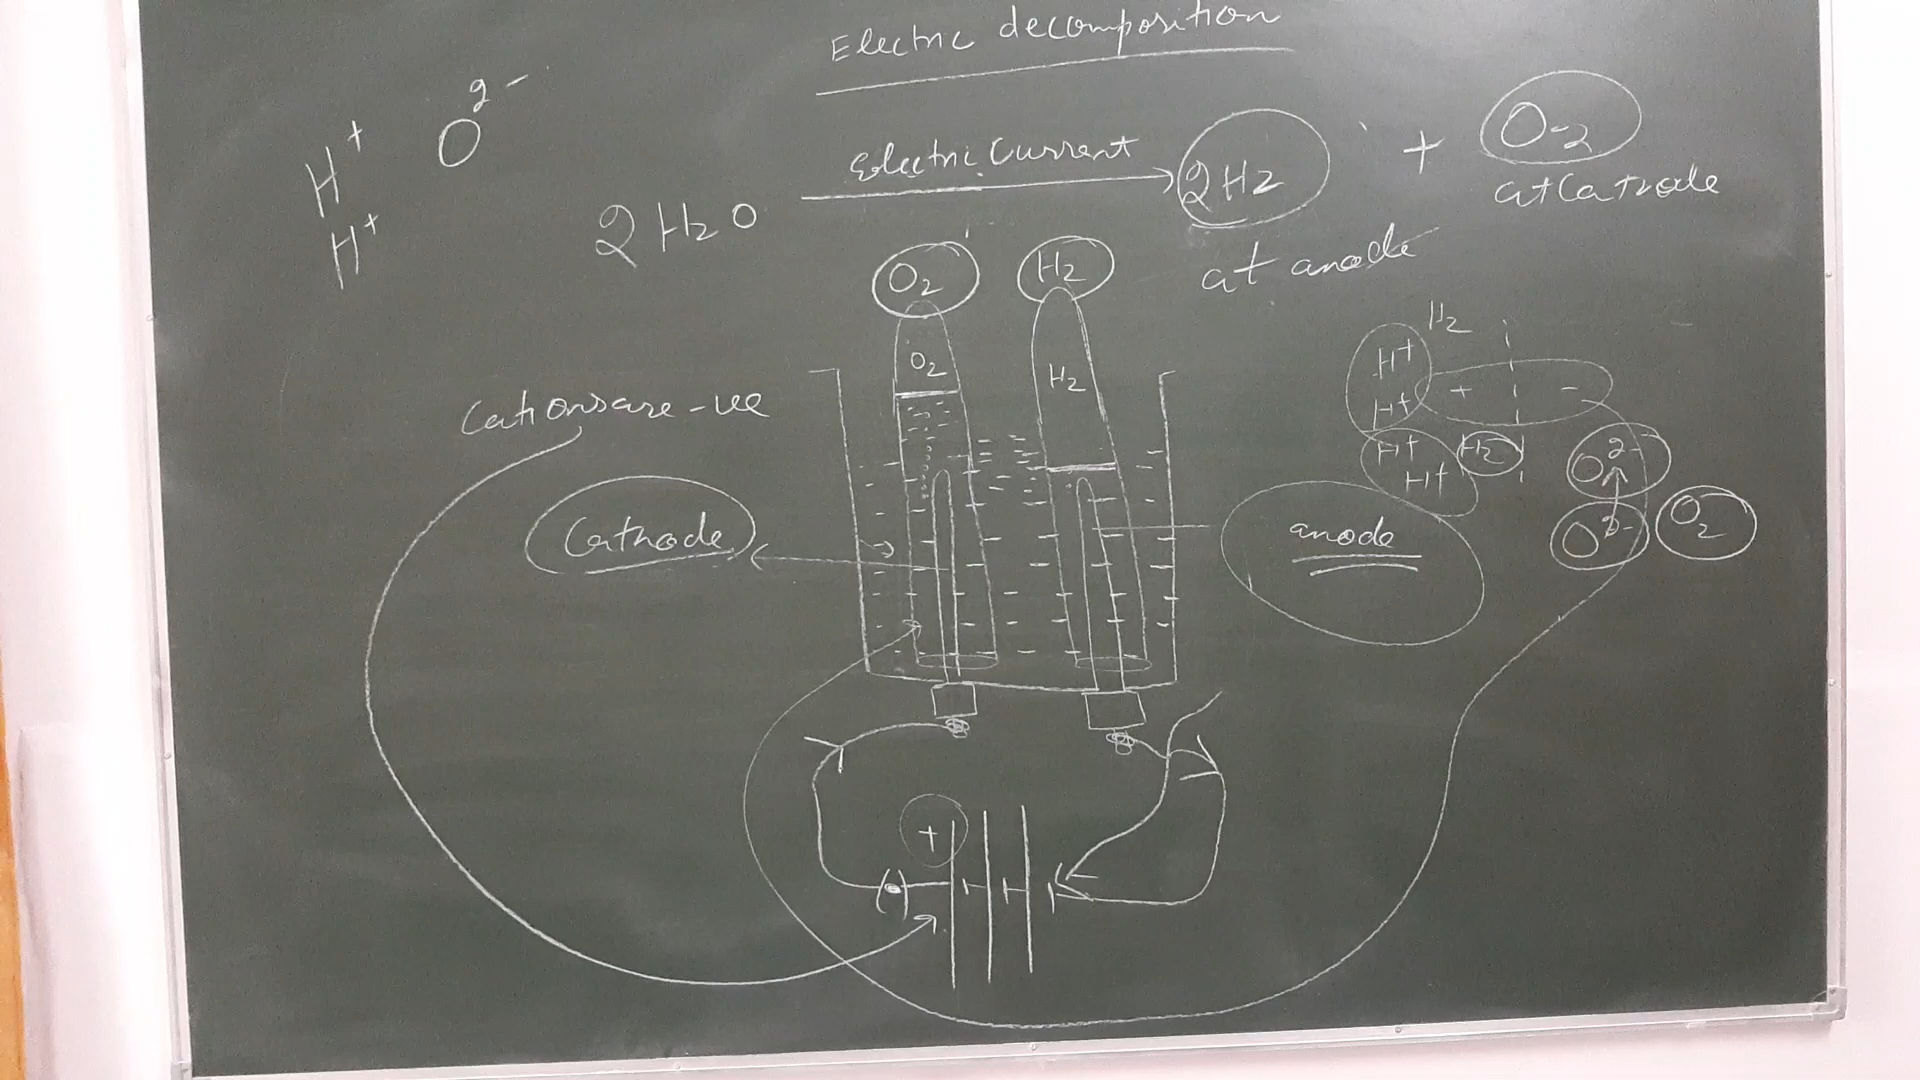 Electric decomposition
H+ O2-
H+
2H2O Electric Current 2H2 + O2
at anode at Catrode
O2 H2
O2 H2
Cations are -ve
Cathode
anode
H2
H+
H+ + -
H+ H2 O2-
H+
O2- O2
+